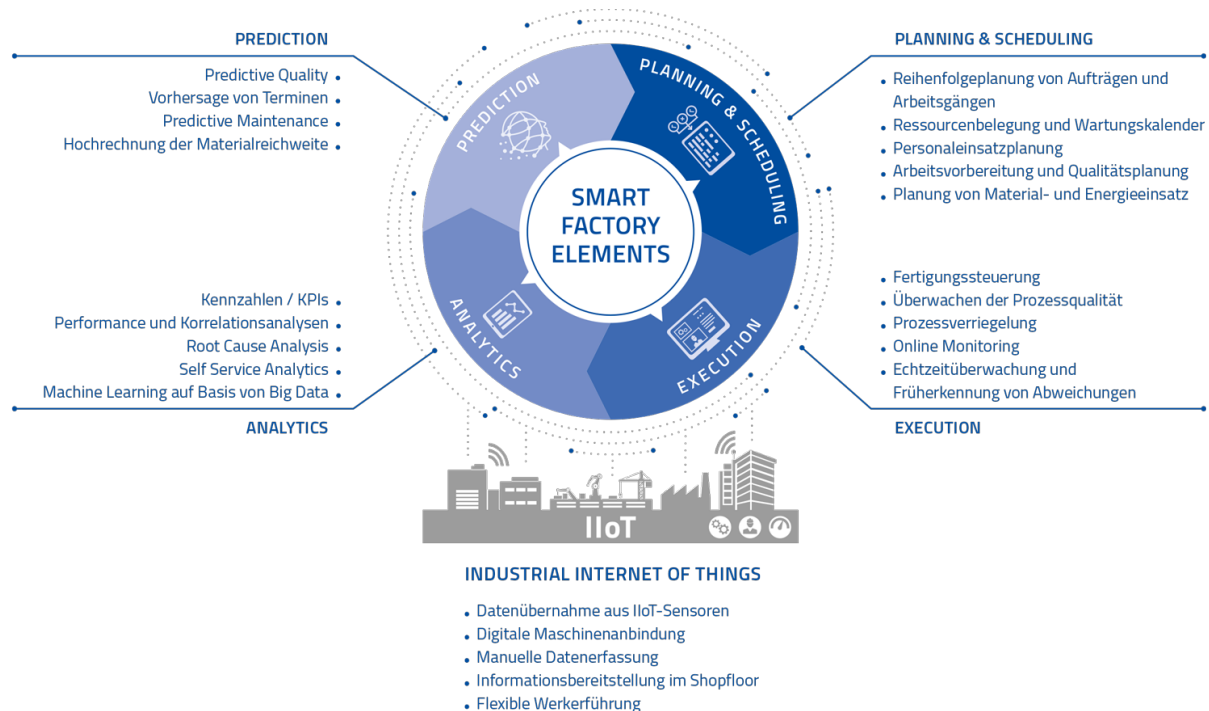 PREDICTION
Predictive Quality
Vorhersage von Terminen
Predictive Maintenance
Hochrechnung der Materialreichweite
PLANNING & SCHEDULING
Reihenfolgeplanung von Aufträgen und
Arbeitsgängen
Ressourcenbelegung und Wartungskalender
Personaleinsatzplanung
Arbeitsvorbereitung und Qualitätsplanung
Planung von Material- und Energieeinsatz
PREDICTION
PLANNING & SCHEDULING
SMART
FACTORY
ELEMENTS
ANALYTICS
EXECUTION
Kennzahlen / KPIs
Performance und Korrelationsanalysen
Root Cause Analysis
Self Service Analytics
Machine Learning auf Basis von Big Data
ANALYTICS
Fertigungssteuerung
Überwachen der Prozessqualität
Prozessverriegelung
Online Monitoring
Echtzeitüberwachung und
Früherkennung von Abweichungen
EXECUTION
IIoT
INDUSTRIAL INTERNET OF THINGS
Datenübernahme aus IIoT-Sensoren
Digitale Maschinenanbindung
Manuelle Datenerfassung
Informationsbereitstellung im Shopfloor
Flexible Werkerführung